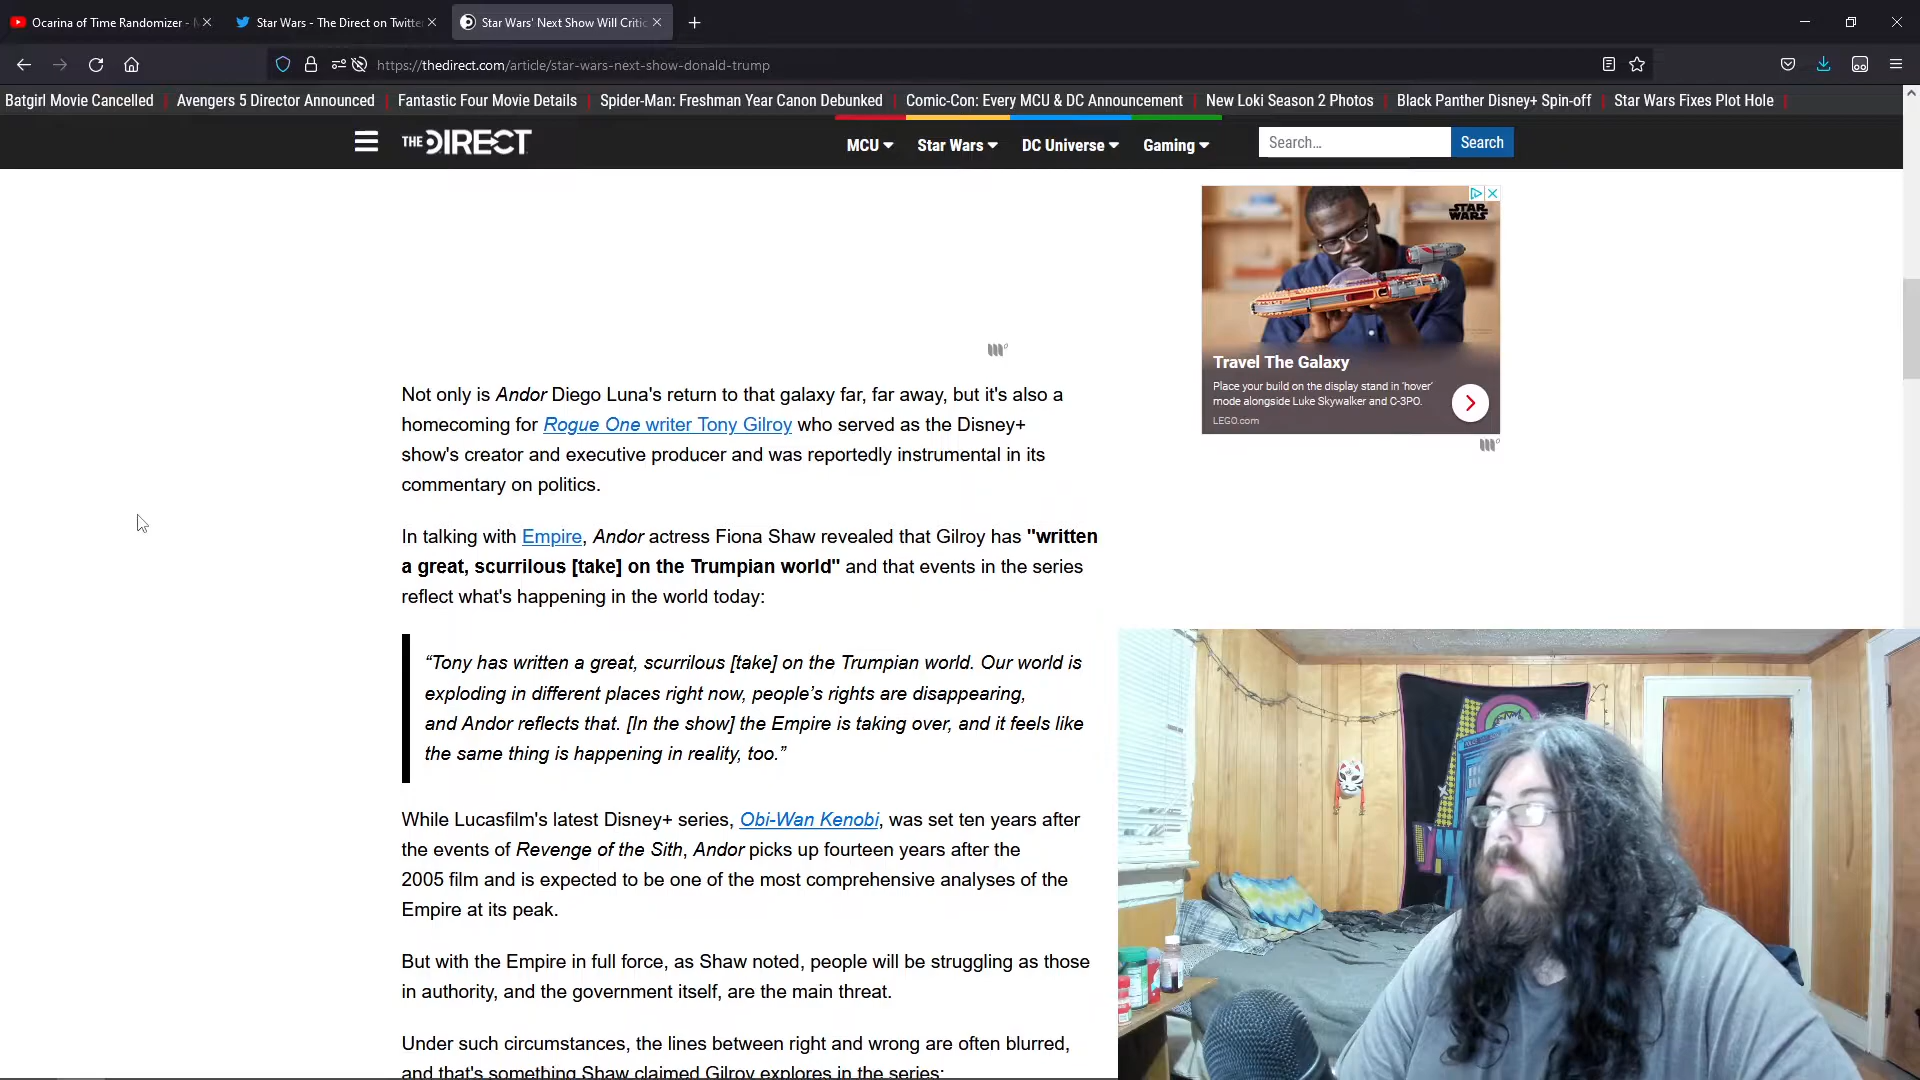 Ocarina of Time Randomizer -
Star Wars - The Direct on Twitte
Star Wars' Next Show Will Critic
https://thedirect.com/article/star-wars-next-show-donald-trump
Batgirl Movie Cancelled | Avengers 5 Director Announced | Fantastic Four Movie Details | Spider-Man: Freshman Year Canon Debunked | Comic-Con: Every MCU & DC Announcement | New Loki Season 2 Photos | Black Panther Disney+ Spin-off | Star Wars Fixes Plot Hole |
THE DIRECT
MCU
Star Wars
DC Universe
Gaming
Search...
Search
STAR WARS
Travel The Galaxy
Place your build on the display stand in 'hover'
mode alongside Luke Skywalker and C-3PO.
LEGO.com
Not only is Andor Diego Luna's return to that galaxy far, far away, but it's also a
homecoming for Rogue One writer Tony Gilroy who served as the Disney+
show's creator and executive producer and was reportedly instrumental in its
commentary on politics.
In talking with Empire, Andor actress Fiona Shaw revealed that Gilroy has "written
a great, scurrilous [take] on the Trumpian world" and that events in the series
reflect what's happening in the world today:
“Tony has written a great, scurrilous [take] on the Trumpian world. Our world is
exploding in different places right now, people’s rights are disappearing,
and Andor reflects that. [In the show] the Empire is taking over, and it feels like
the same thing is happening in reality, too.”
While Lucasfilm's latest Disney+ series, Obi-Wan Kenobi, was set ten years after
the events of Revenge of the Sith, Andor picks up fourteen years after the
2005 film and is expected to be one of the most comprehensive analyses of the
Empire at its peak.
But with the Empire in full force, as Shaw noted, people will be struggling as those
in authority, and the government itself, are the main threat.
Under such circumstances, the lines between right and wrong are often blurred,
and that's something Shaw claimed Gilroy explores in the series: